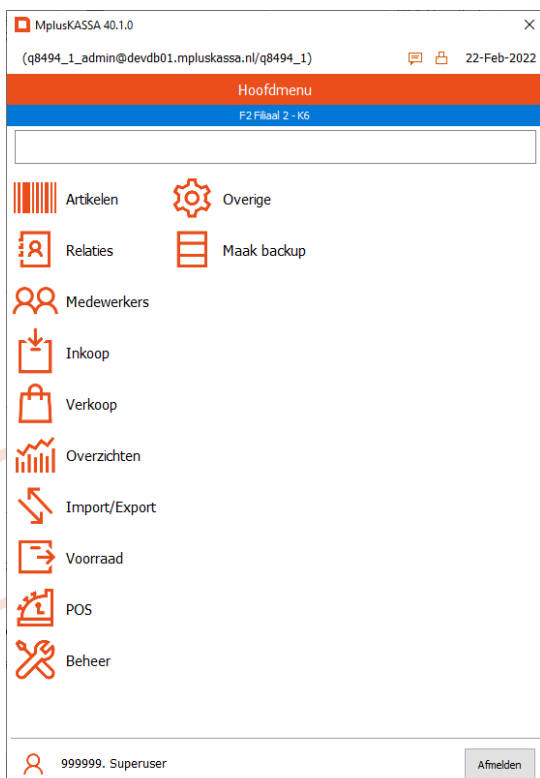 MplusKASSA 40.1.0
(q8494_1_admin@devdb01.mpluskassa.nl/q8494_1) 22-Feb-2022
Hoofdmenu
F2 Filiaal 2 - K6
Artikelen Overige
Relaties Maak backup
Medewerkers
Inkoop
Verkoop
Overzichten
Import/Export
Voorraad
POS
Beheer
999999. Superuser Afmelden